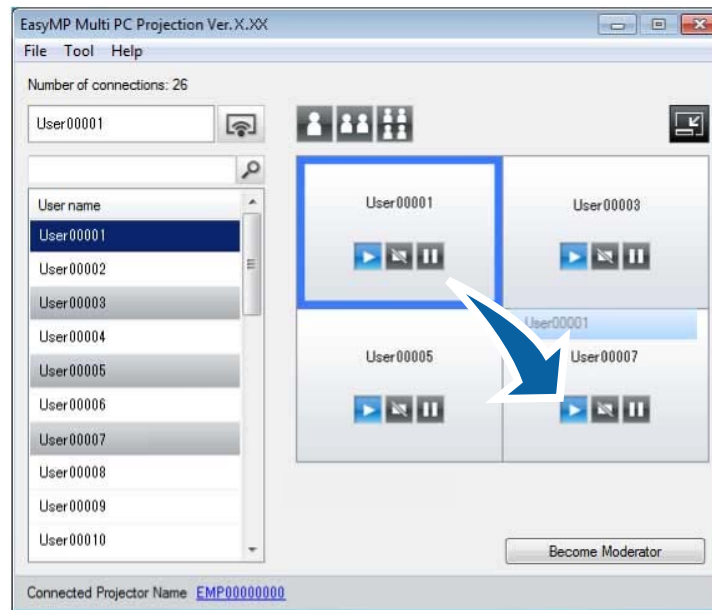 EasyMP Multi PC Projection Ver.X.XX
File Tool Help
Number of connections: 26
User00001
User name
User00001
User00002
User00003
User00004
User00005
User00006
User00007
User00008
User00009
User00010
User00001
User00003
User00001
User00005
User00007
Become Moderator
Connected Projector Name EMP00000000